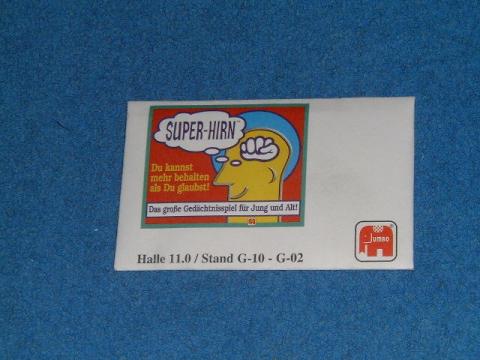 SUPER-HIRN
Du kannst
mehr behalten
als Du glaubst!
Das große Gedächtnisspiel für Jung und Alt!
Jumbo
Halle 11.0 / Stand G-10 - G-02